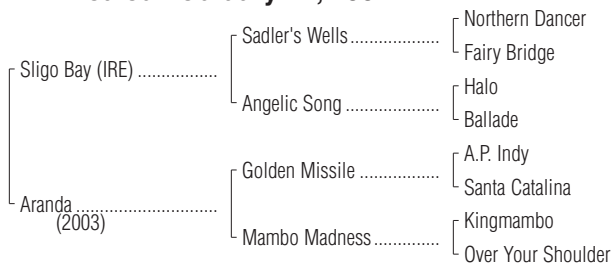 Northern Dancer
Sadler's Wells
Fairy Bridge
Sligo Bay (IRE)
Halo
Angelic Song
Ballade
A.P. Indy
Golden Missile
Santa Catalina
Aranda
(2003)
Kingmambo
Mambo Madness
Over Your Shoulder